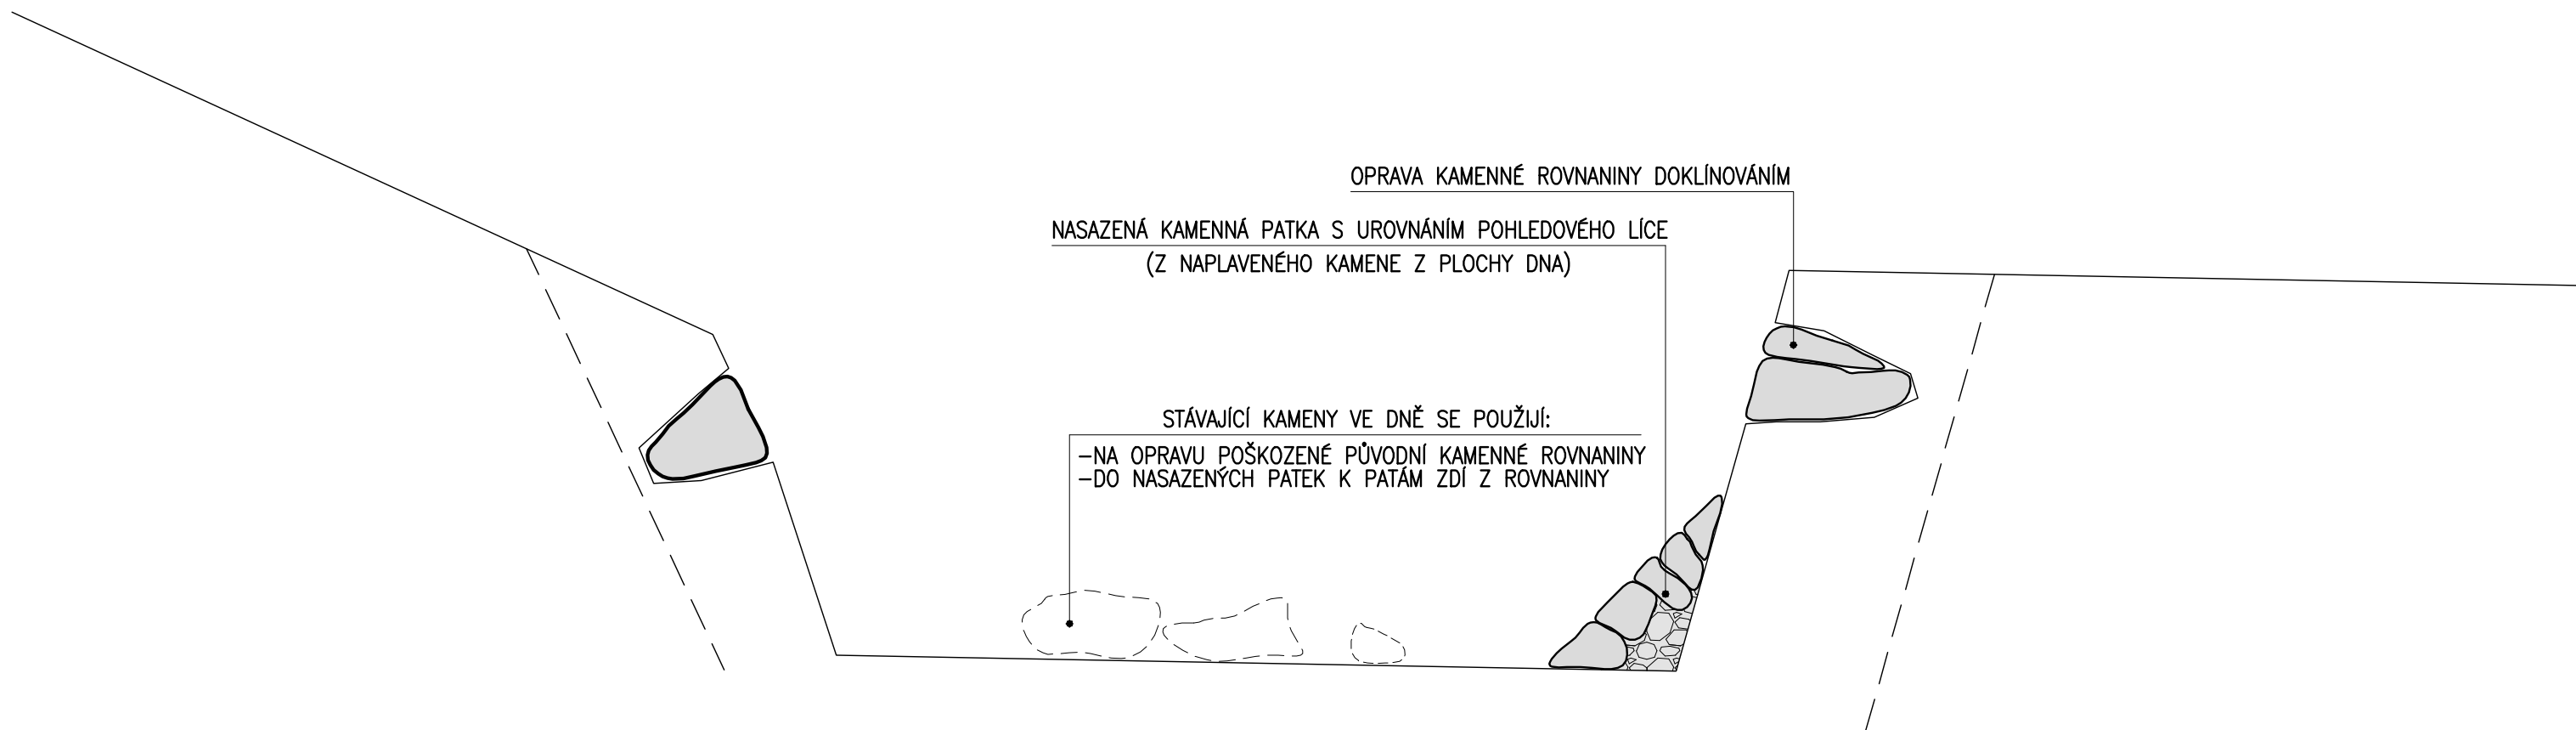 OPRAVA KAMENNÉ ROVNANINY DOKLÍNOVÁNÍM
NASAZENÁ KAMENNÁ PATKA S UROVNÁNÍM POHLEDOVÉHO LÍCE
(Z NAPLAVENÉHO KAMENE Z PLOCHY DNA)
STÁVAJÍCÍ KAMENY VE DNĚ SE POUŽIJÍ:
-NA OPRAVU POŠKOZENÉ PŮVODNÍ KAMENNÉ ROVNANINY
-DO NASAZENÝCH PATEK K PATÁM ZDÍ Z ROVNANINY